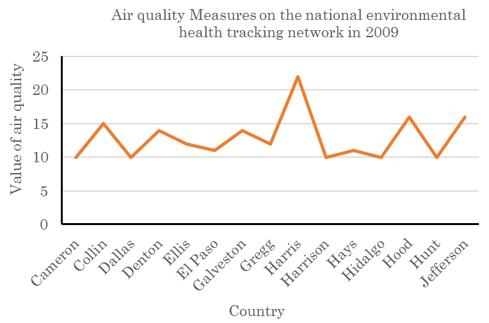 Air quality Measures on the national environmental
health tracking network in 2009
Value of air quality
25
20
15
10
5
0
Cameron
Collin
Dallas
Denton
Ellis
El Paso
Galveston
Gregg
Harris
Harrison
Hays
Hidalgo
Hood
Hunt
Jefferson
Country